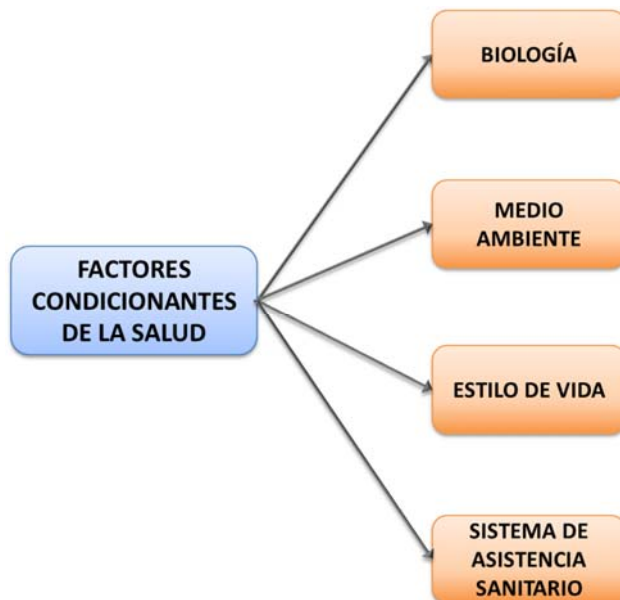 FACTORES
CONDICIONANTES
DE LA SALUD
BIOLOGÍA
MEDIO
AMBIENTE
ESTILO DE VIDA
SISTEMA DE
ASISTENCIA
SANITARIO